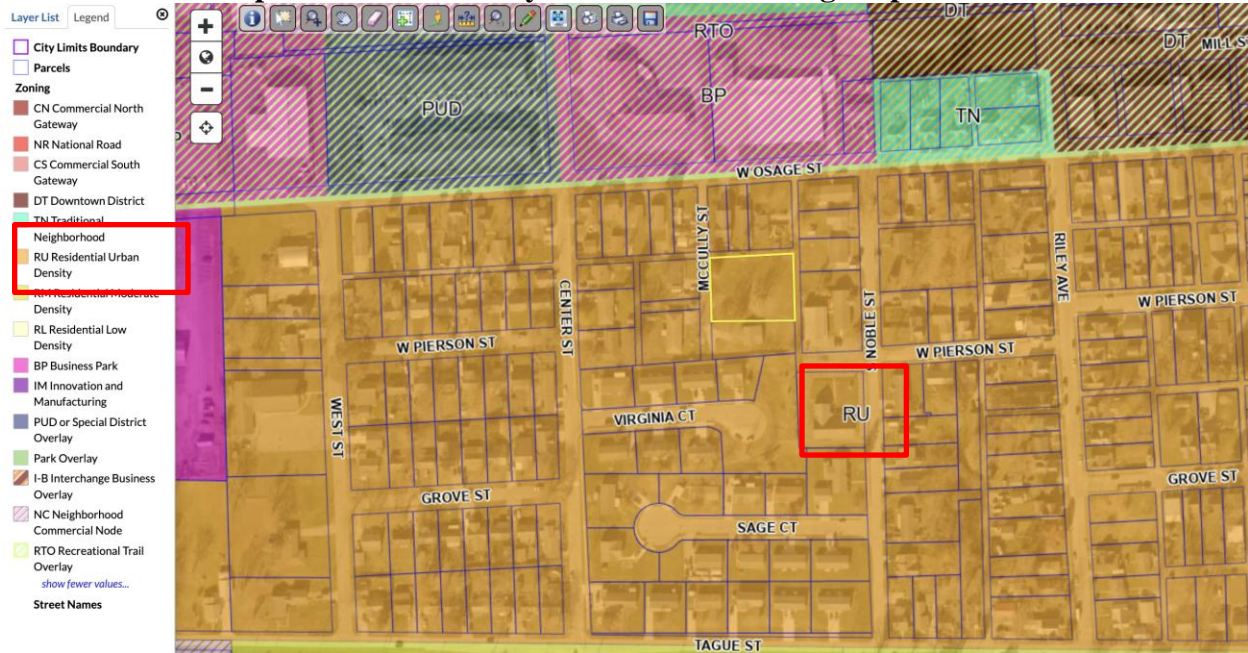 Layer List
Legend
City Limits Boundary
Parcels
Zoning
CN Commercial North
Gateway
NR National Road
CS Commercial South
Gateway
DT Downtown District
TN Traditional
Neighborhood
RU Residential Urban
Density
RM Residential Moderate
Density
RL Residential Low
Density
BP Business Park
IM Innovation and
Manufacturing
PUD or Special District
Overlay
Park Overlay
I-B Interchange Business
Overlay
NC Neighborhood
Commercial Node
RTO Recreational Trail
Overlay
show fewer values...
Street Names
RTO
DT
DT
MILL S
PUD
BP
TN
W OSAGE ST
MCCULLY ST
RILEY AVE
CENTER ST
S NOBLE ST
W PIERSON ST
W PIERSON ST
W PIERSON ST
WEST ST
VIRGINIA CT
RU
GROVE ST
GROVE ST
SAGE CT
TAGUE ST